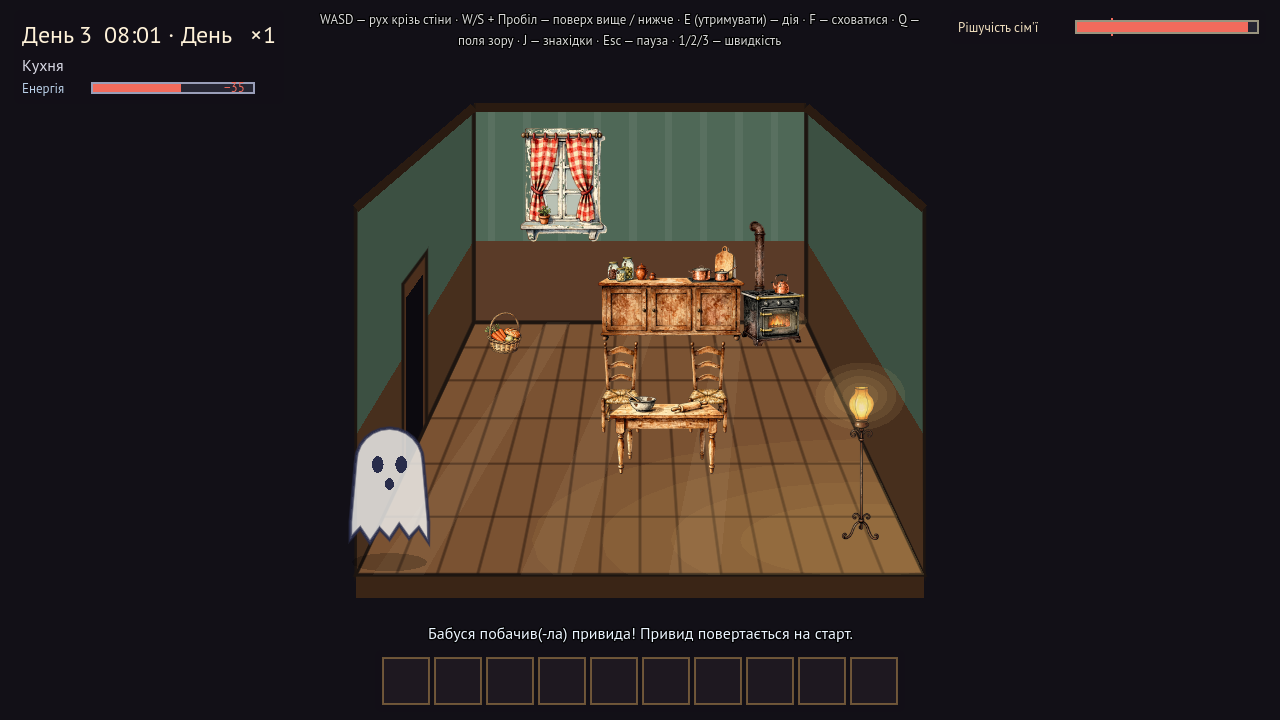 День 3 08:01 · День ×1
Кухня
Енергія
−35
WASD — рух крізь стіни · W/S + Пробіл — поверх вище / нижче · E (утримувати) — дія · F — сховатися · Q —
поля зору · J — знахідки · Esc — пауза · 1/2/3 — швидкість
Рішучість сім'ї
Бабуся побачив(-ла) привида! Привид повертається на старт.